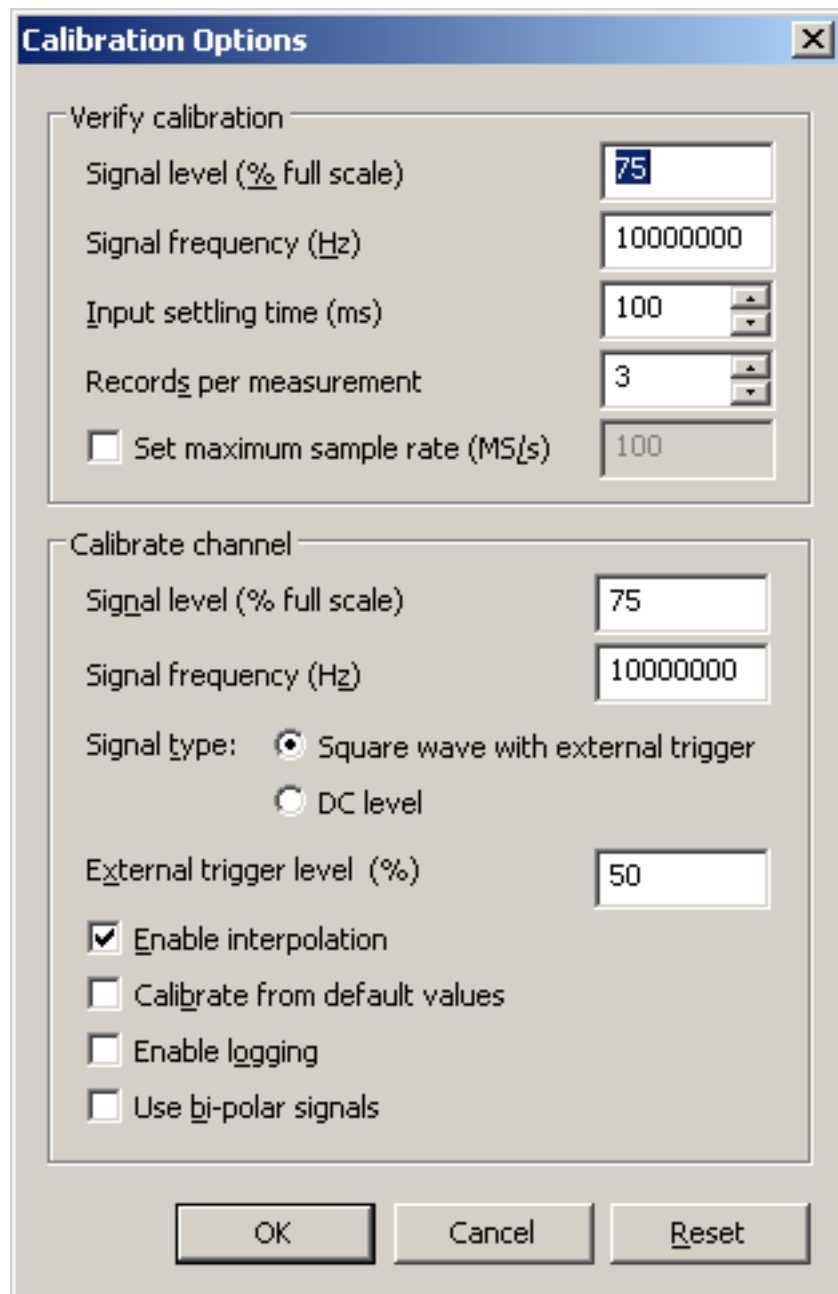 Calibration Options
Verify calibration
Signal level (% full scale) 75
Signal frequency (Hz) 10000000
Input settling time (ms) 100
Records per measurement 3
Set maximum sample rate (MS/s) 100
Calibrate channel
Signal level (% full scale) 75
Signal frequency (Hz) 10000000
Signal type: Square wave with external trigger
DC level
External trigger level (%) 50
Enable interpolation
Calibrate from default values
Enable logging
Use bi-polar signals
OK Cancel Reset